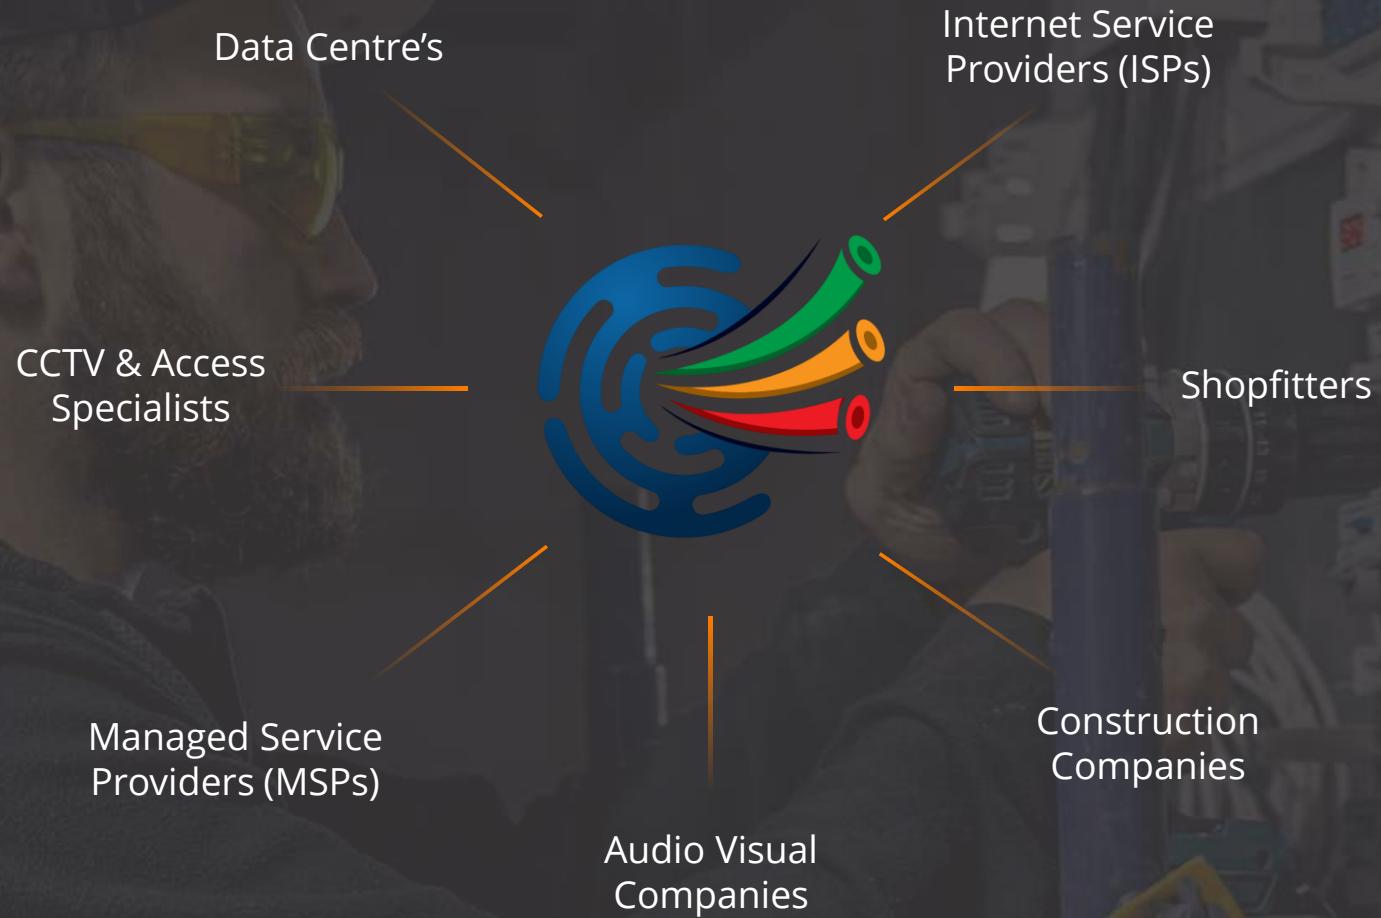 Data Centre’s
Internet Service
Providers (ISPs)
CCTV & Access
Specialists
Shopfitters
Managed Service
Providers (MSPs)
Construction
Companies
Audio Visual
Companies